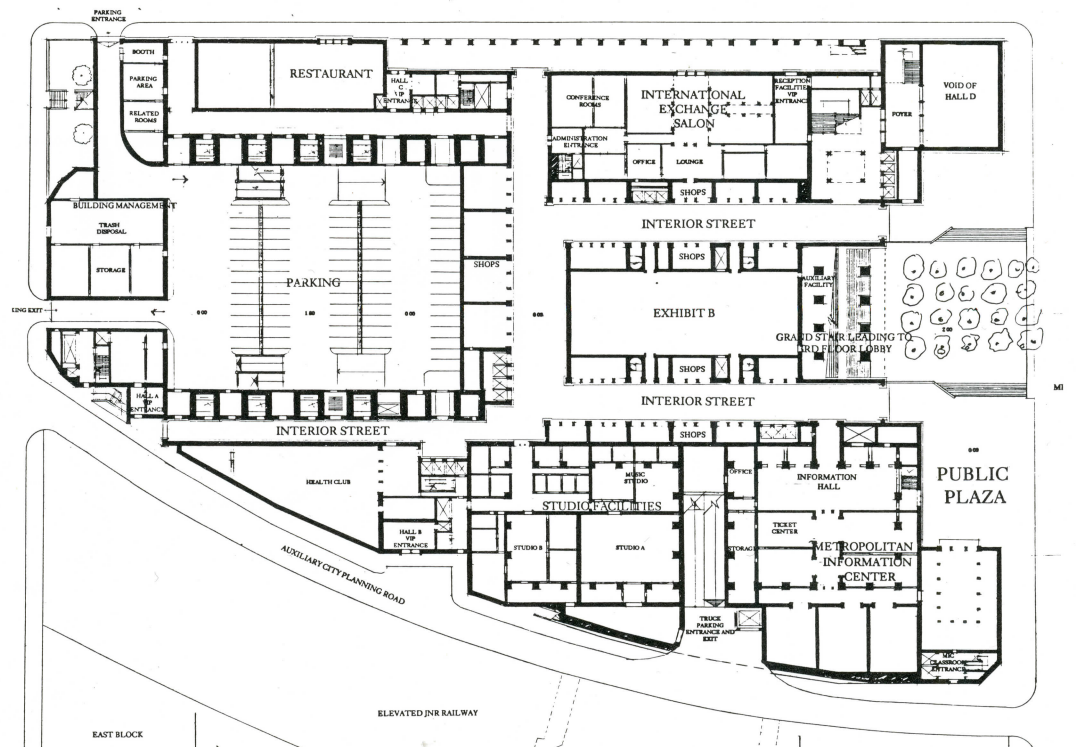 PARKING
ENTRANCE
BOOTH
PARKING
AREA
RELATED
ROOMS
RESTAURANT
HALL
C
VIP
ENTRANCE
HALL
CONFERENCE
ROOMS
INTERNATIONAL
EXCHANGE
SALON
RECEPTION
FACILITIES
VIP
ENTRANCE
VOID OF
HALL D
FOYER
ADMINISTRATION
ENTRANCE
OFFICE
LOUNGE
SHOPS
INTERIOR STREET
BUILDING MANAGEMENT
TRASH
DISPOSAL
STORAGE
PARKING
SHOPS
SHOPS
AUXILIARY
FACILITY
KING EXIT
EXHIBIT B
GRAND STAIR LEADING TO
3RD FLOOR LOBBY
SHOPS
HALL A
VIP
ENTRANCE
INTERIOR STREET
INTERIOR STREET
SHOPS
HEALTH CLUB
MUSIC
STUDIO
STUDIO FACILITIES
OFFICE
INFORMATION
HALL
PUBLIC
PLAZA
HALL B
VIP
ENTRANCE
STUDIO B
STUDIO A
STORAGE
TICKET
CENTER
METROPOLITAN
INFORMATION
CENTER
AUXILIARY CITY PLANNING ROAD
TRUCK
PARKING
ENTRANCE AND
EXIT
MIC
CLASSROOM
ENTRANCE
ELEVATED JNR RAILWAY
EAST BLOCK